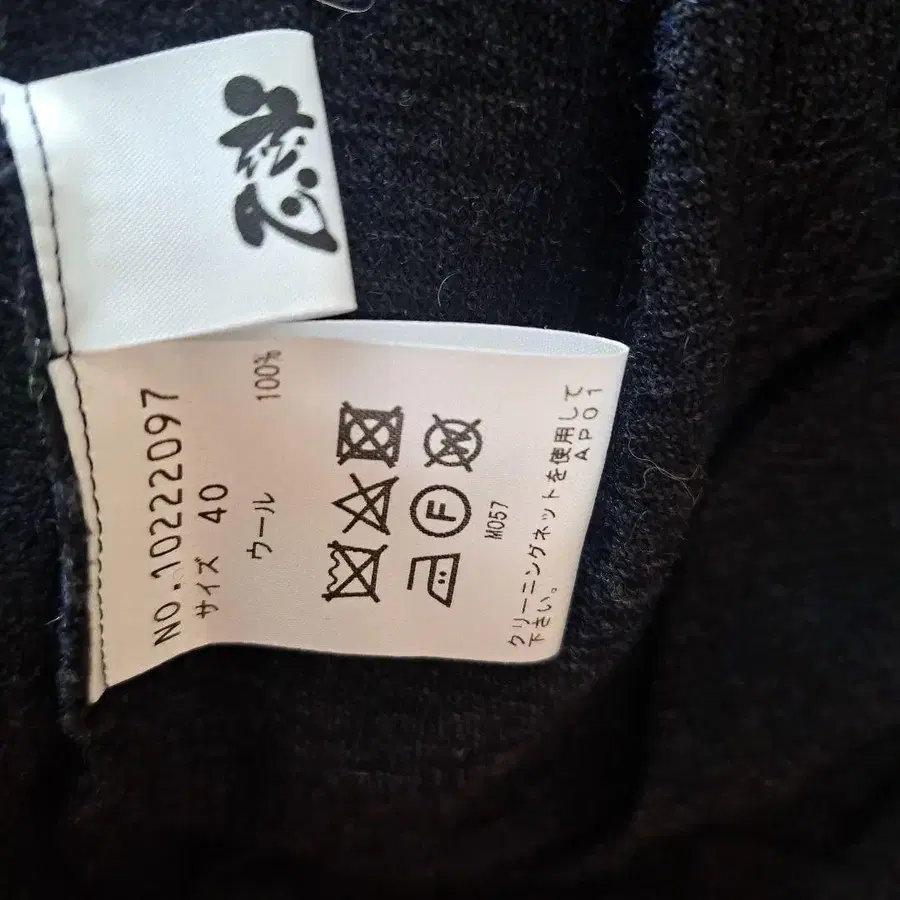 NO.10222097
サイズ 40
ウール 100%
F W
M057
クリーニングネットを使用して
下さい。 AP01